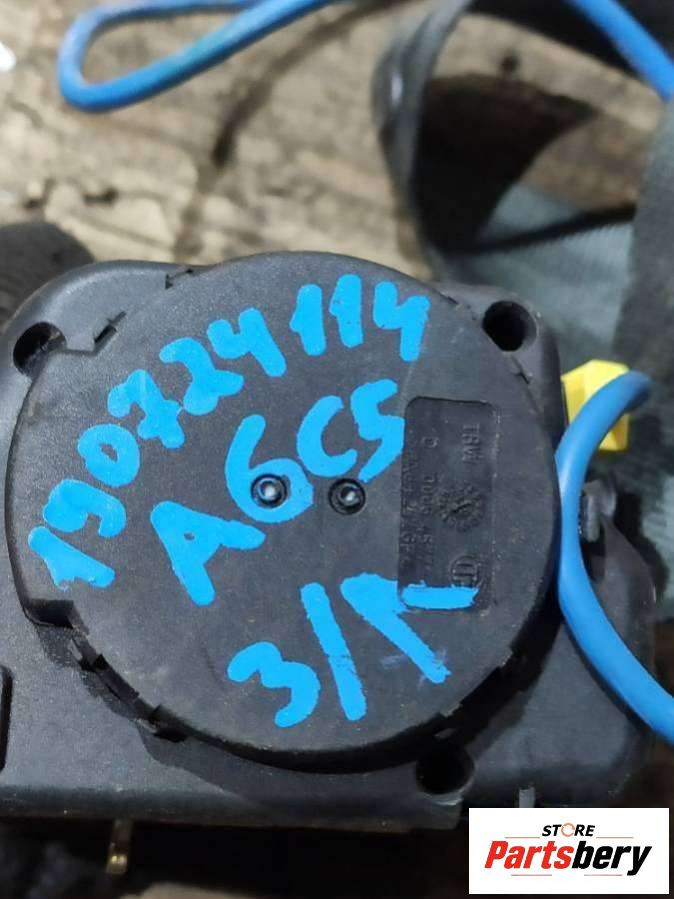 190724114
A6C5
3/Л
STORE
Partsbery